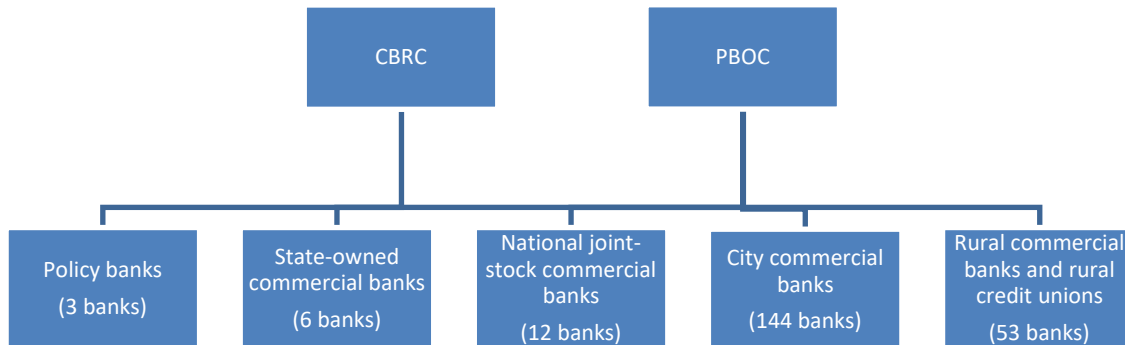 CBRC
PBOC
Policy banks
(3 banks)
State-owned
commercial banks
(6 banks)
National joint-
stock commercial
banks
(12 banks)
City commercial
banks
(144 banks)
Rural commercial
banks and rural
credit unions
(53 banks)